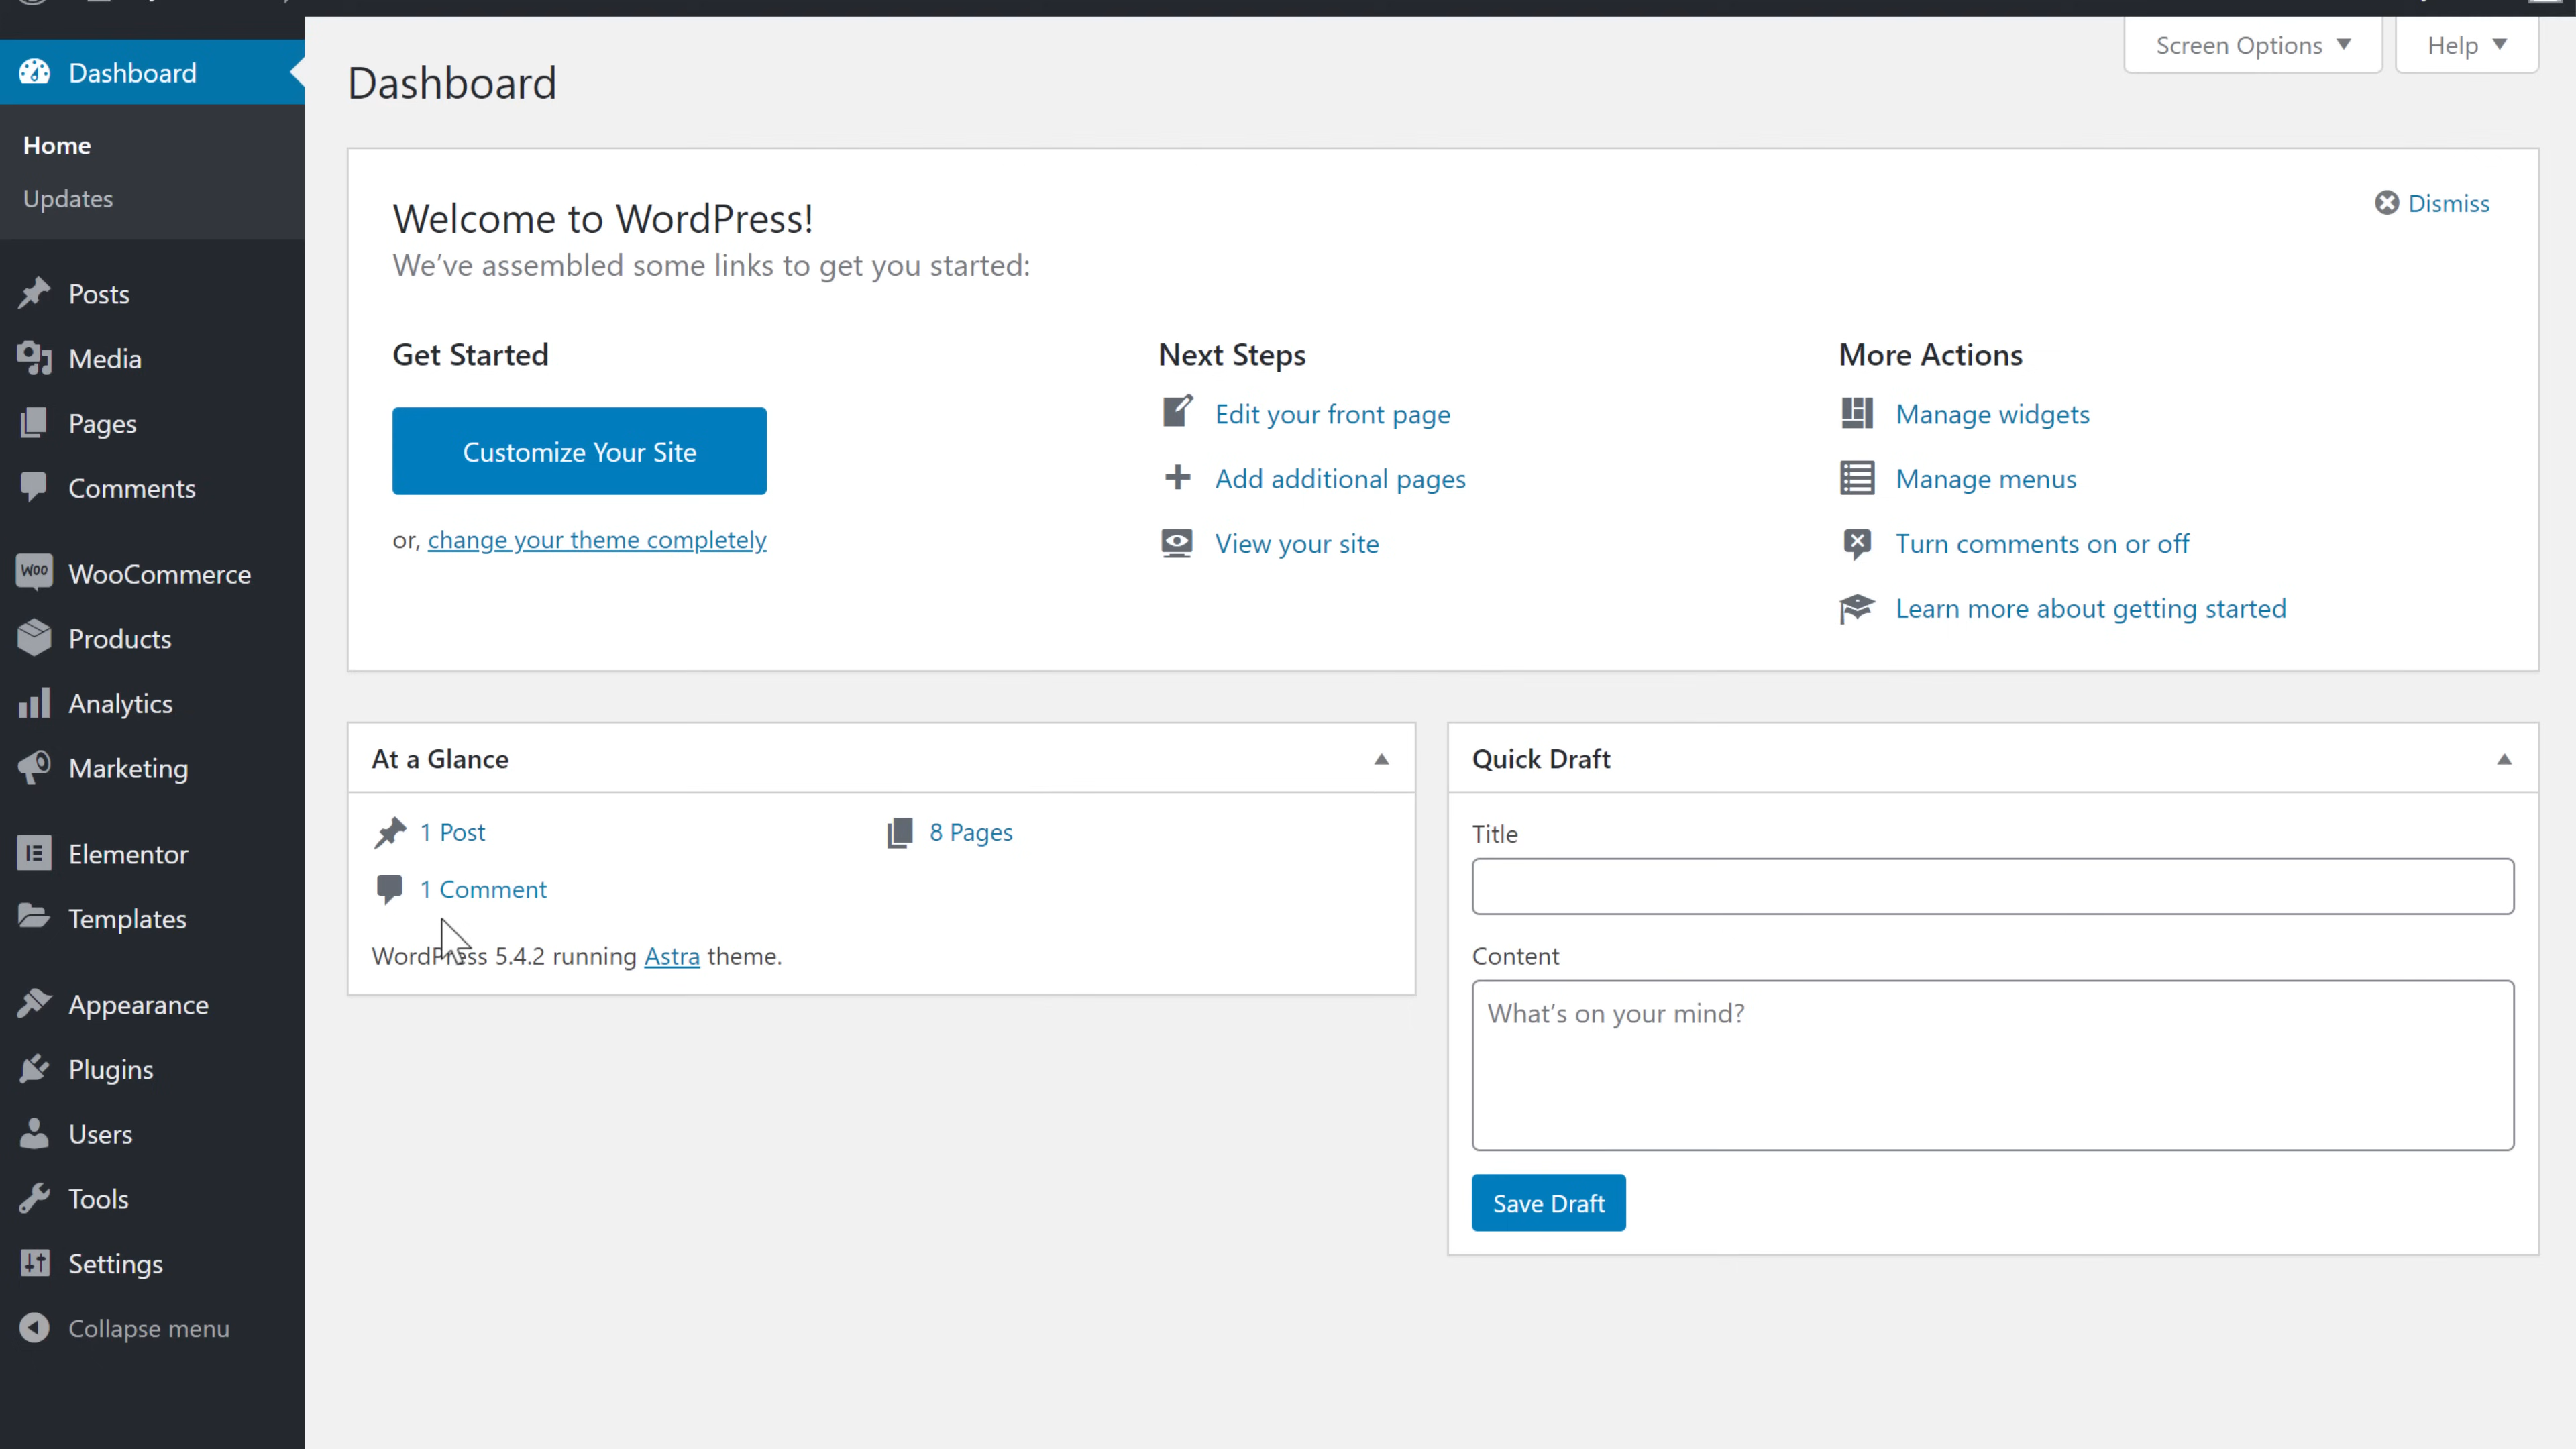 Dashboard
Home
Updates
Posts
Media
Pages
Comments
WOO WooCommerce
Products
Analytics
Marketing
Elementor
Templates
Appearance
Plugins
Users
Tools
Settings
Collapse menu
Screen Options
Help
Dashboard
Welcome to WordPress!
We've assembled some links to get you started:
Dismiss
Get Started
Customize Your Site
or, change your theme completely
Next Steps
Edit your front page
Add additional pages
View your site
More Actions
Manage widgets
Manage menus
Turn comments on or off
Learn more about getting started
At a Glance
1 Post
8 Pages
1 Comment
WordPress 5.4.2 running Astra theme.
Quick Draft
Title
Content
What's on your mind?
Save Draft